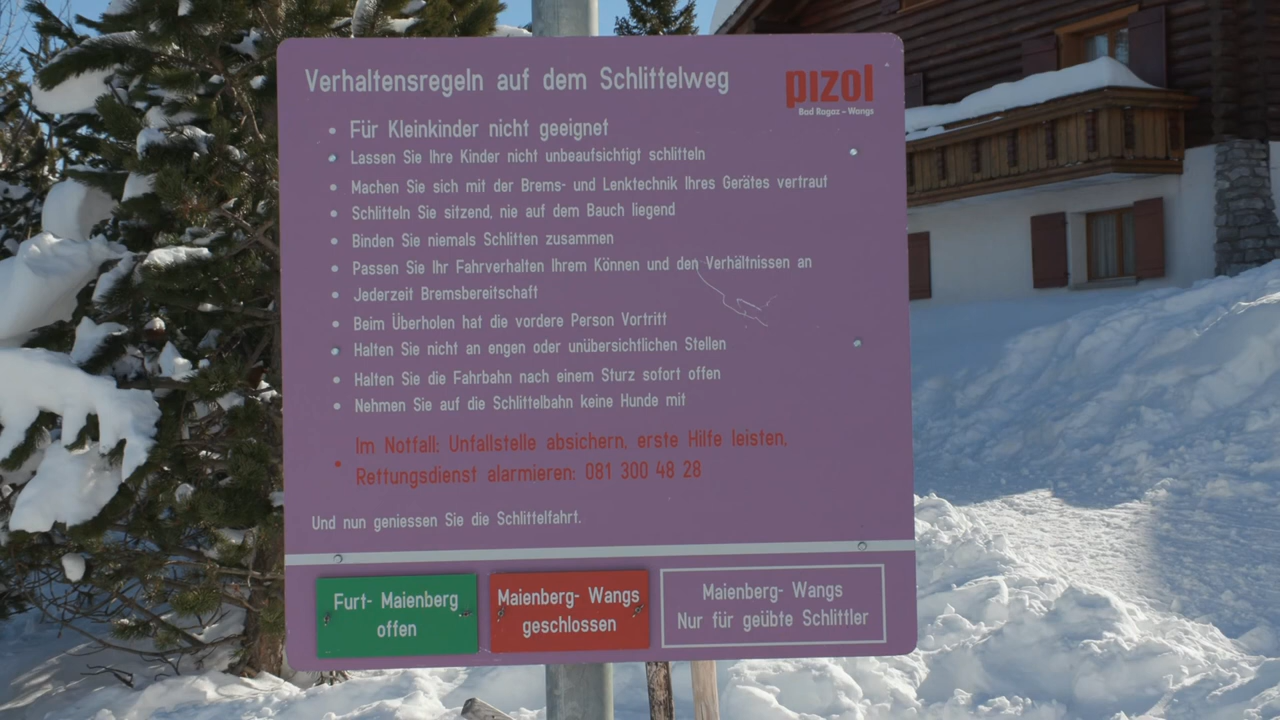 Verhaltensregeln auf dem Schlittelweg
pizol
Bad Ragaz – Wangs
• Für Kleinkinder nicht geeignet
• Lassen Sie Ihre Kinder nicht unbeaufsichtigt schlitteln
• Machen Sie sich mit der Brems- und Lenktechnik Ihres Gerätes vertraut
• Schlitteln Sie sitzend, nie auf dem Bauch liegend
• Binden Sie niemals Schlitten zusammen
• Passen Sie Ihr Fahrverhalten Ihrem Können und den Verhältnissen an
• Jederzeit Bremsbereitschaft
• Beim Überholen hat die vordere Person Vortritt
• Halten Sie nicht an engen oder unübersichtlichen Stellen
• Halten Sie die Fahrbahn nach einem Sturz sofort offen
• Nehmen Sie auf die Schlittelbahn keine Hunde mit
• Im Notfall: Unfallstelle absichern, erste Hilfe leisten,
Rettungsdienst alarmieren: 081 300 48 28
Und nun geniessen Sie die Schlittelfahrt.
Furt- Maienberg
offen
Maienberg- Wangs
geschlossen
Maienberg- Wangs
Nur für geübte Schlittler